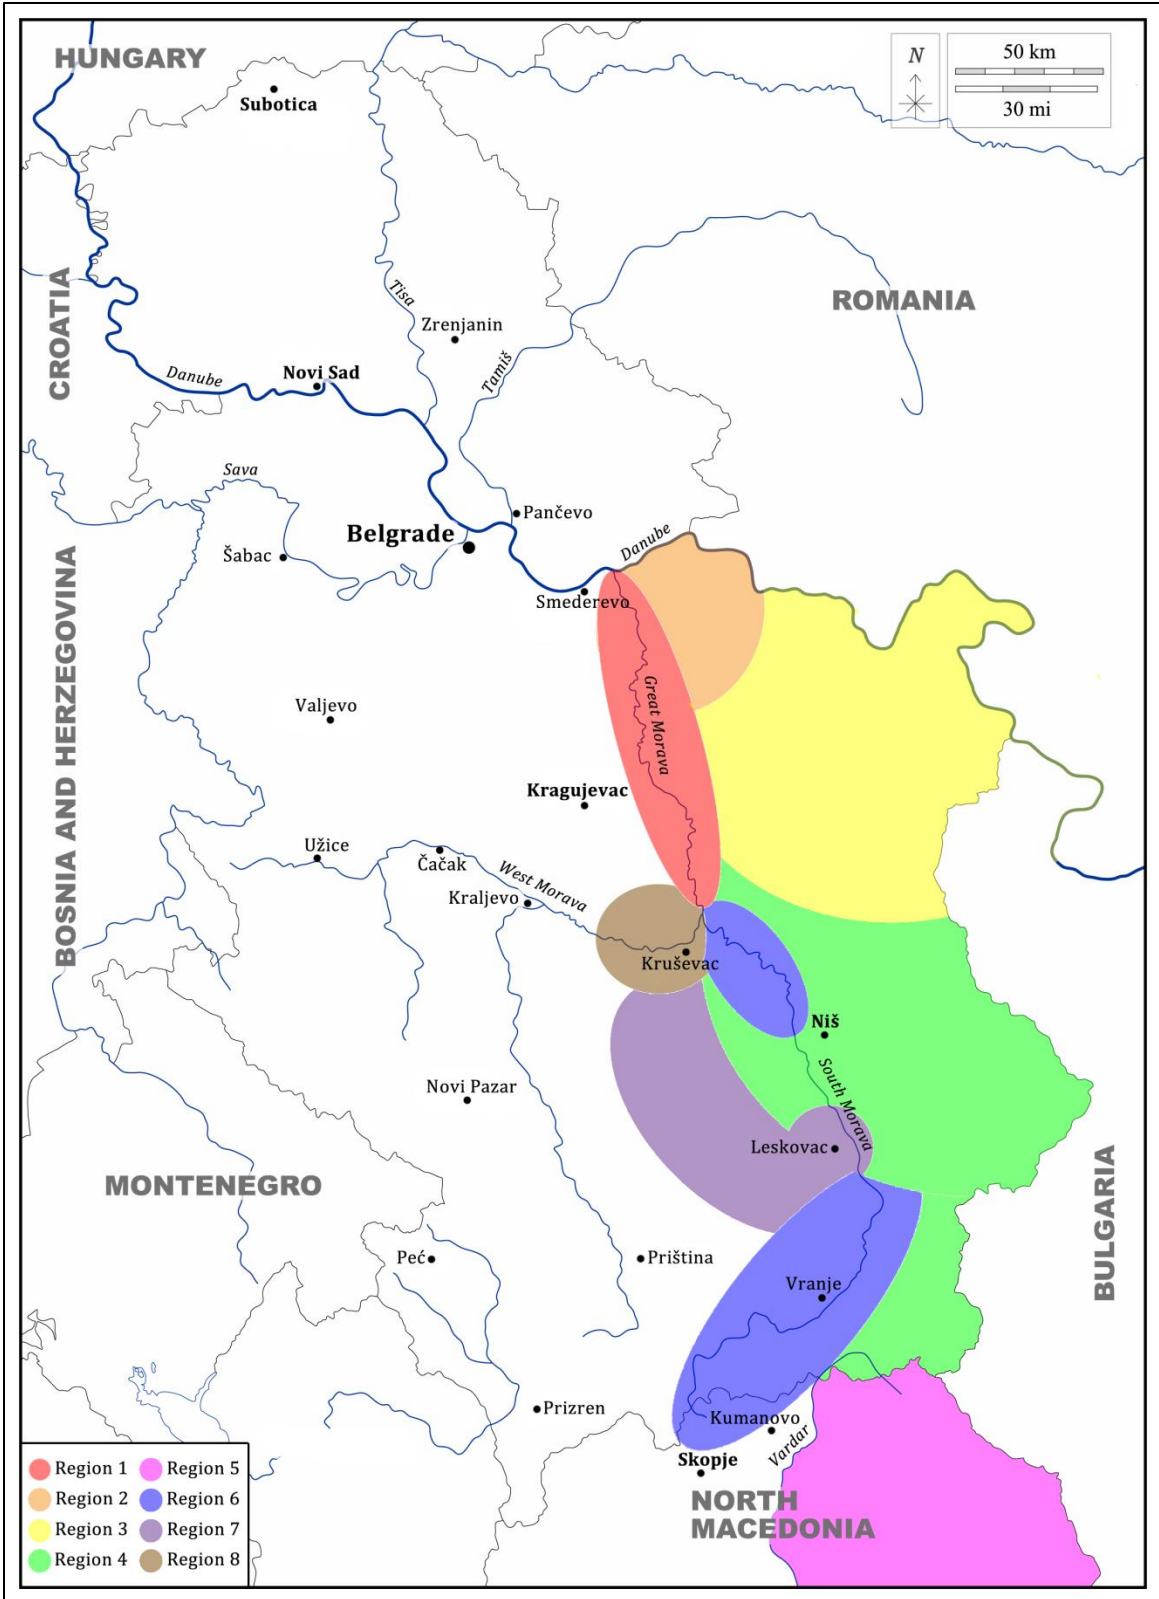 HUNGARY
Subotica
N
50 km
30 mi
CROATIA
Tisa
Zrenjanin
ROMANIA
Danube
Novi Sad
Tamiš
Sava
Pančevo
Belgrade
Danube
Šabac
Smederevo
BOSNIA AND HERZEGOVINA
Valjevo
Great Morava
Kragujevac
Užice
Čačak
West Morava
Kraljevo
Kruševac
Niš
South Morava
Novi Pazar
Leskovac
MONTENEGRO
BULGARIA
Peć
Priština
Vranje
Prizren
Kumanovo
Vardar
Skopje
NORTH
MACEDONIA
Region 1
Region 2
Region 3
Region 4
Region 5
Region 6
Region 7
Region 8